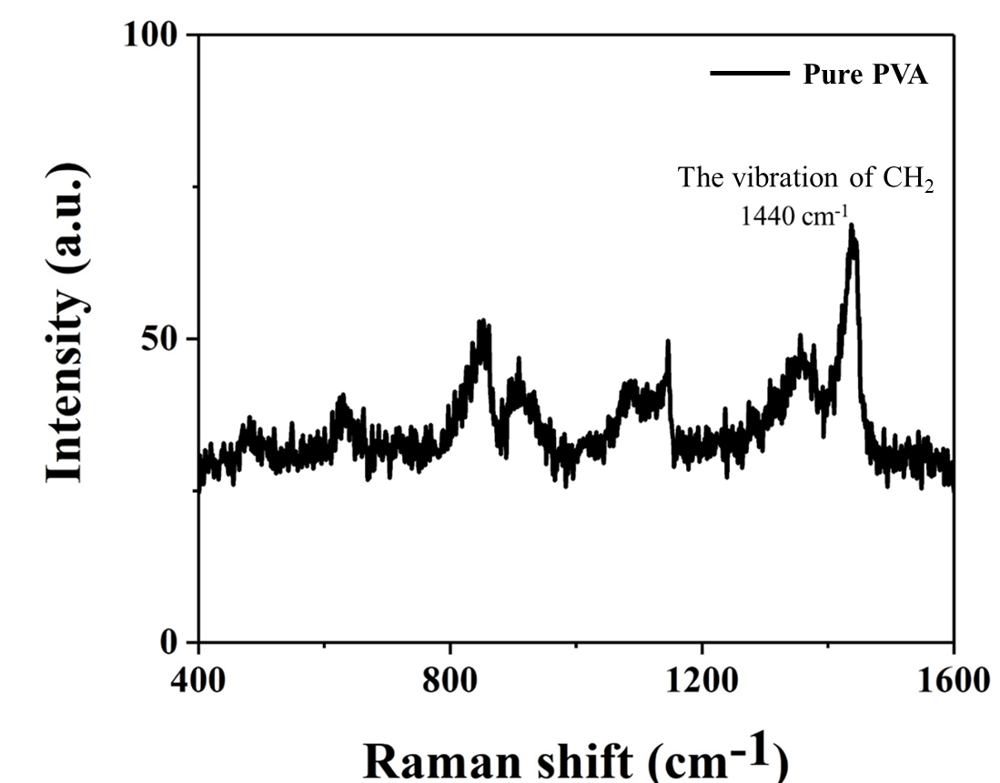 100
Pure PVA
The vibration of CH₂
1440 cm⁻¹
Intensity (a.u.)
50
0
400 800 1200 1600
Raman shift (cm⁻¹)